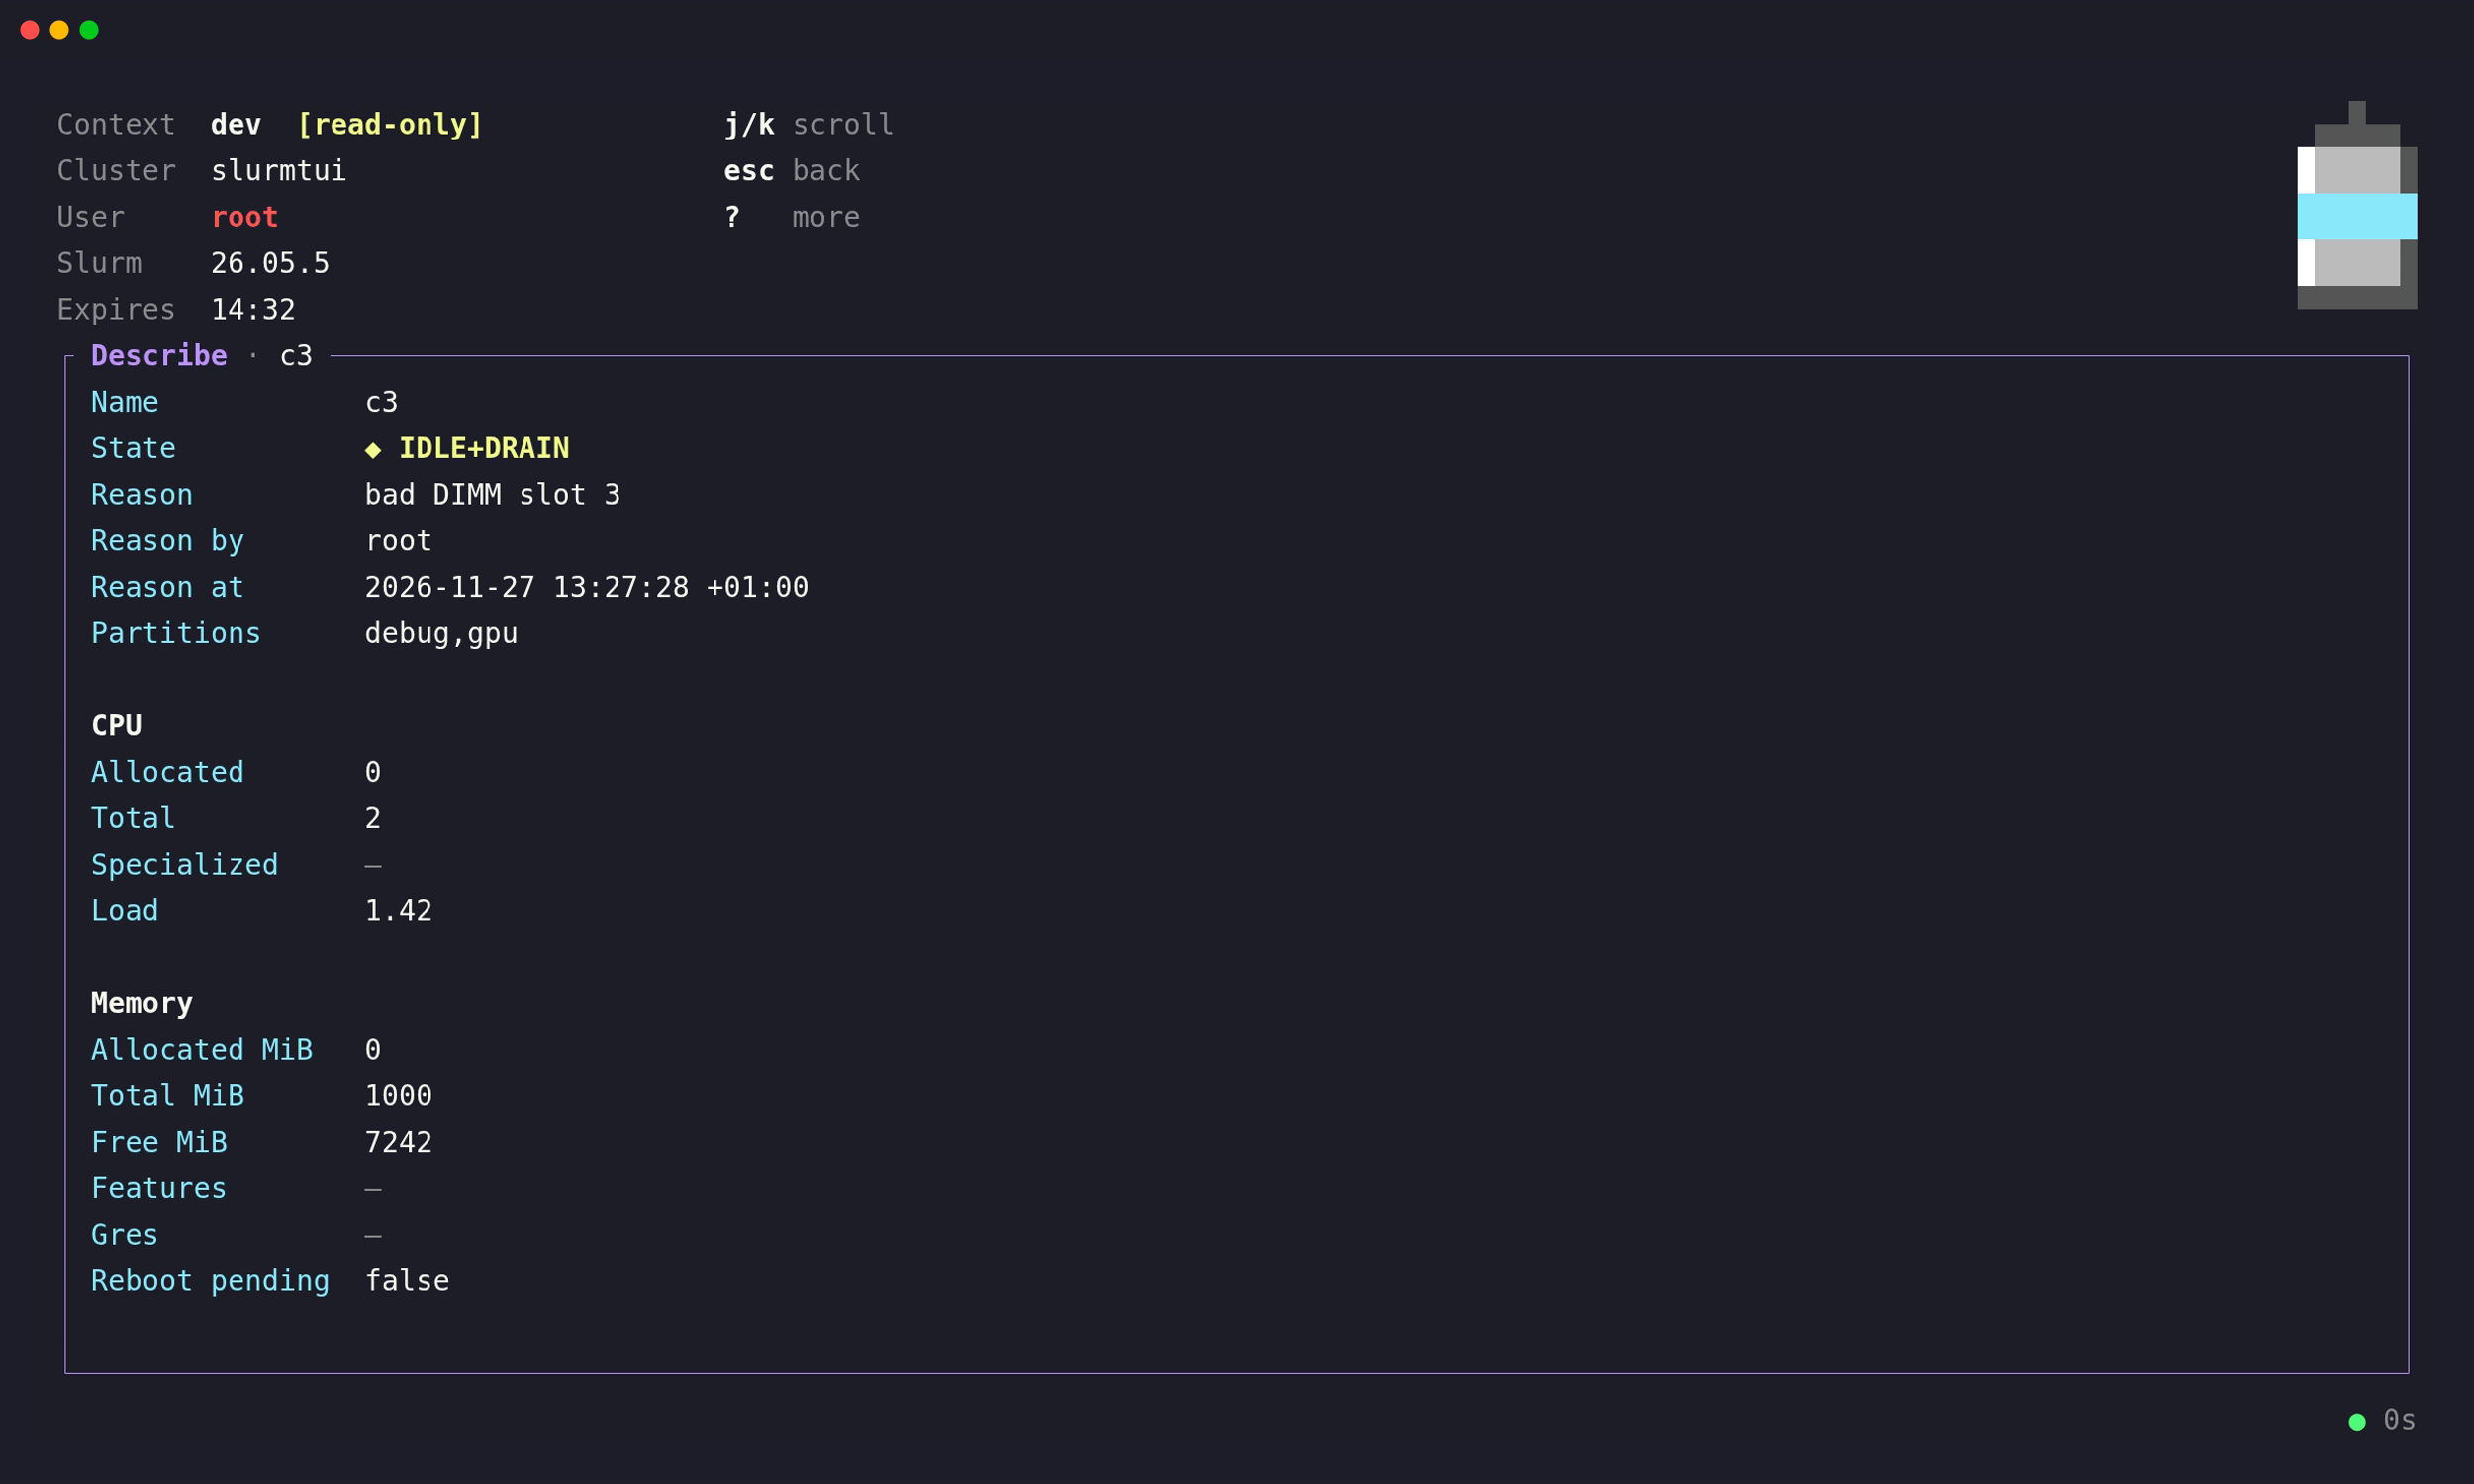 Context dev [read-only] j/k scroll
Cluster slurmtui esc back
User root ? more
Slurm 26.05.5
Expires 14:32
Describe · c3
Name c3
State ◆ IDLE+DRAIN
Reason bad DIMM slot 3
Reason by root
Reason at 2026-11-27 13:27:28 +01:00
Partitions debug,gpu
CPU
Allocated 0
Total 2
Specialized —
Load 1.42
Memory
Allocated MiB 0
Total MiB 1000
Free MiB 7242
Features —
Gres —
Reboot pending false
● 0s